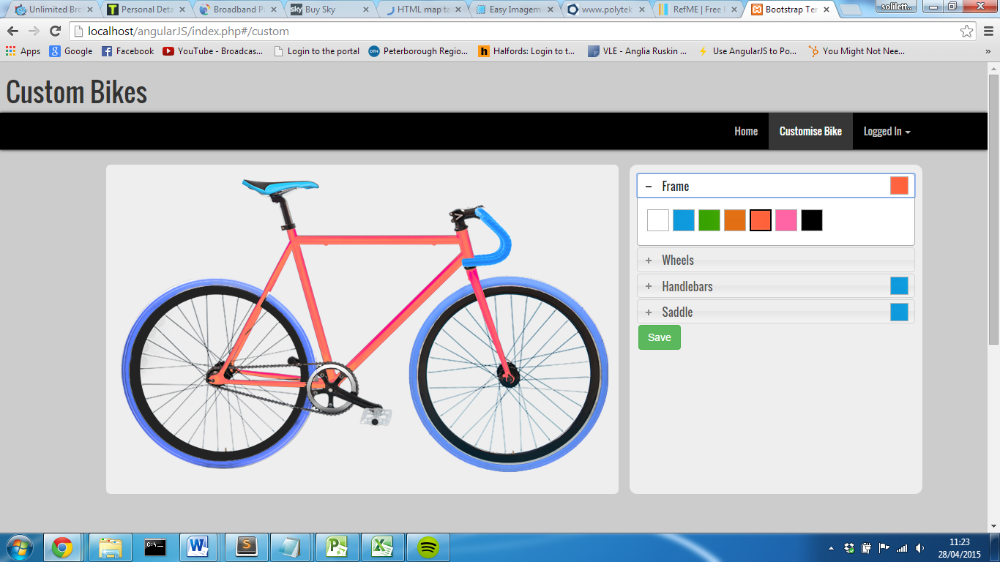 Unlimited Bro
Personal Deta
Broadband P
sky Buy Sky
HTML map ta
Easy Imagem
www.polytek
RefME | Free
Bootstrap Ter
solilett...
localhost/angularJS/index.php#/custom
Apps
Google
Facebook
YouTube - Broadcas...
Login to the portal
OTH Peterborough Regio...
h Halfords: Login to t...
VLE - Anglia Ruskin ...
Use AngularJS to Po...
You Might Not Nee...
»
Custom Bikes
Home
Customise Bike
Logged In
Frame
Wheels
Handlebars
Saddle
Save
11:23
28/04/2015